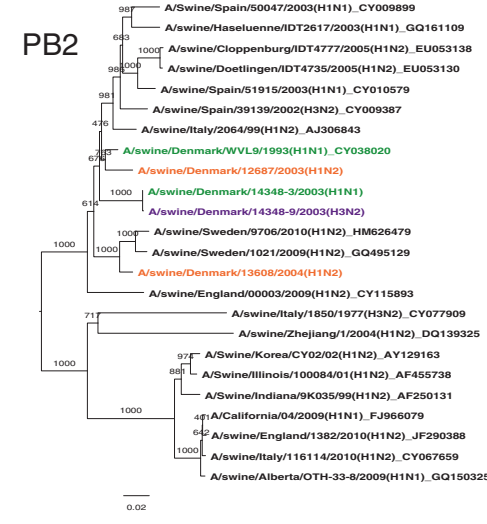 PB2
A/Swine/Spain/50047/2003(H1N1)_CY009899
A/Swine/Haseluenne/IDT2617/2003(H1N1)_GQ161109
A/swine/Cloppenburg/IDT4777/2005(H1N2)_EU053138
A/swine/Doetlingen/IDT4735/2005(H1N2)_EU053130
A/Swine/Spain/51915/2003(H1N1)_CY010579
A/Swine/Spain/39139/2002(H3N2)_CY009387
A/swine/Italy/2064/99(H1N2)_AJ306843
A/swine/Denmark/WVL9/1993(H1N1)_CY038020
A/swine/Denmark/12687/2003(H1N2)
A/swine/Denmark/14348-3/2003(H1N1)
A/swine/Denmark/14348-9/2003(H3N2)
A/swine/Sweden/9706/2010(H1N2)_HM626479
A/swine/Sweden/1021/2009(H1N2)_GQ495129
A/swine/Denmark/13608/2004(H1N2)
A/swine/England/00003/2009(H1N2)_CY115893
A/swine/Italy/1850/1977(H3N2)_CY077909
A/swine/Zhejiang/1/2004(H1N2)_DQ139325
A/Swine/Korea/CY02/02(H1N2)_AY129163
A/Swine/Illinois/100084/01(H1N2)_AF455738
A/Swine/Indiana/9K035/99(H1N2)_AF250131
A/California/04/2009(H1N1)_FJ966079
A/swine/England/1382/2010(H1N2)_JF290388
A/swine/Italy/116114/2010(H1N2)_CY067659
A/swine/Alberta/OTH-33-8/2009(H1N1)_GQ150325
987
683
1000
1000
986
981
476
676
1000
614
1000
1000
1000
717
1000
974
881
1000
401
642
1000
0.02